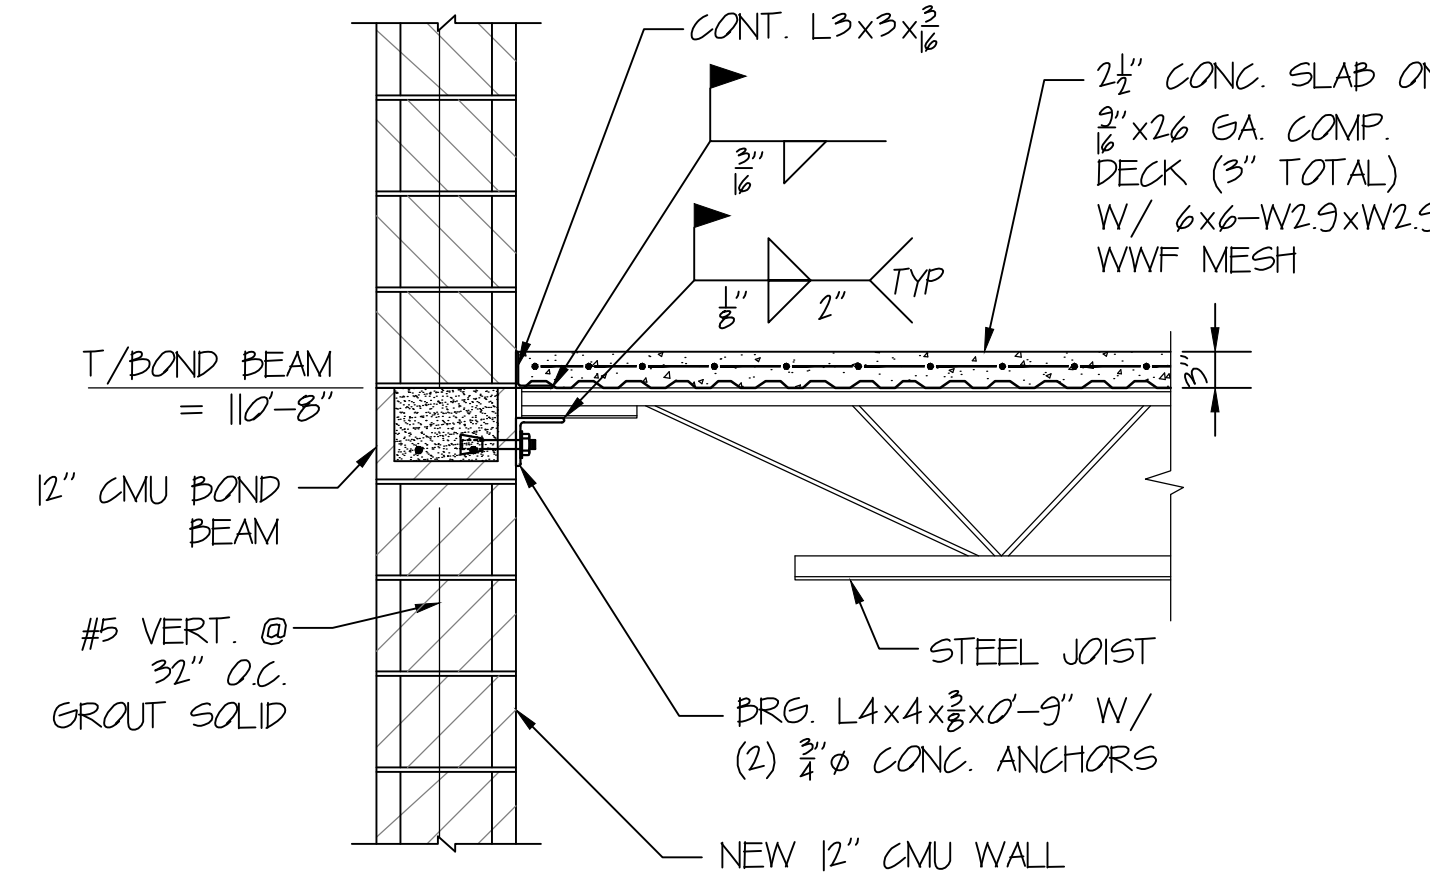 CONT. L3x3x3/16
2 1/2" CONC. SLAB
9/16"x26 GA. COMP.
DECK (3" TOTAL)
W/ 6x6-W2.9xW2.9
WWF MESH
3/16"
1/8" 2" TYP
3"
T/BOND BEAM
= 110'-8"
12" CMU BOND
BEAM
#5 VERT. @
32" O.C.
GROUT SOLID
STEEL JOIST
BRG. L4x4x3/8x0'-9" W/
(2) 3/4"ø CONC. ANCHORS
NEW 12" CMU WALL